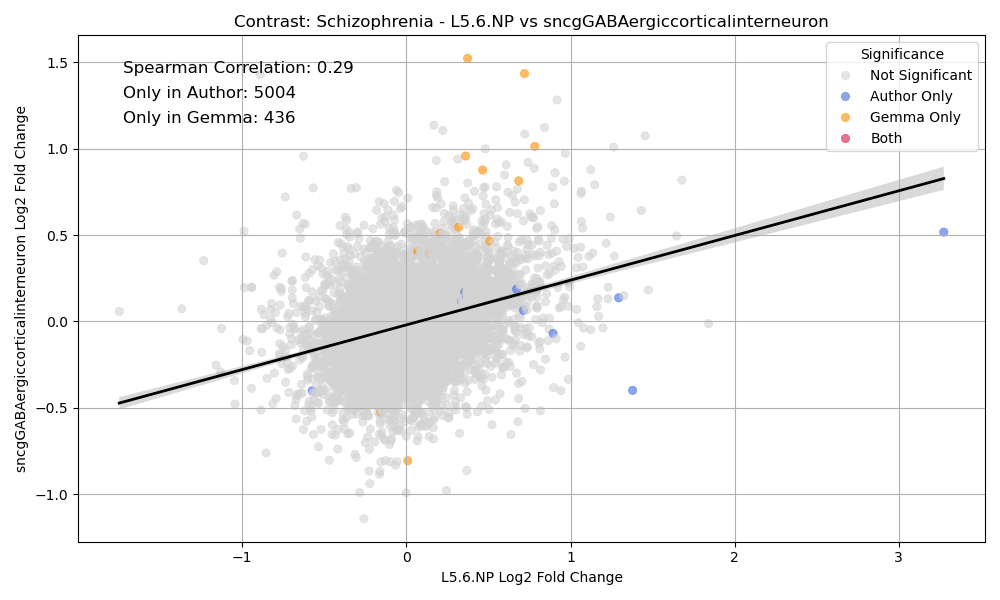 Contrast: Schizophrenia - L5.6.NP vs sncgGABAergiccorticalinterneuron
Spearman Correlation: 0.29
Only in Author: 5004
Only in Gemma: 436
Significance
Not Significant
Author Only
Gemma Only
Both
sncgGABAergiccorticalinterneuron Log2 Fold Change
1.5
1.0
0.5
0.0
−0.5
−1.0
−1
0
1
2
3
L5.6.NP Log2 Fold Change